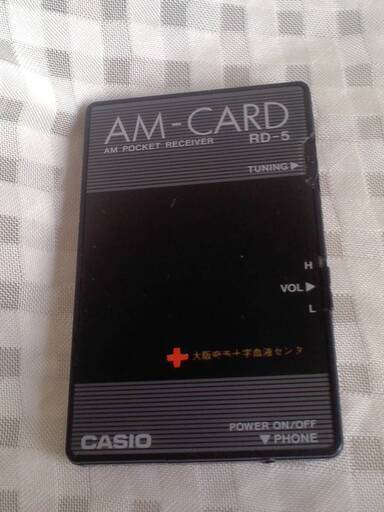 AM-CARD
AM POCKET RECEIVER RD-5
TUNING▶
H
VOL▶
L
大阪府赤十字血液センタ
POWER ON/OFF
CASIO ▼PHONE